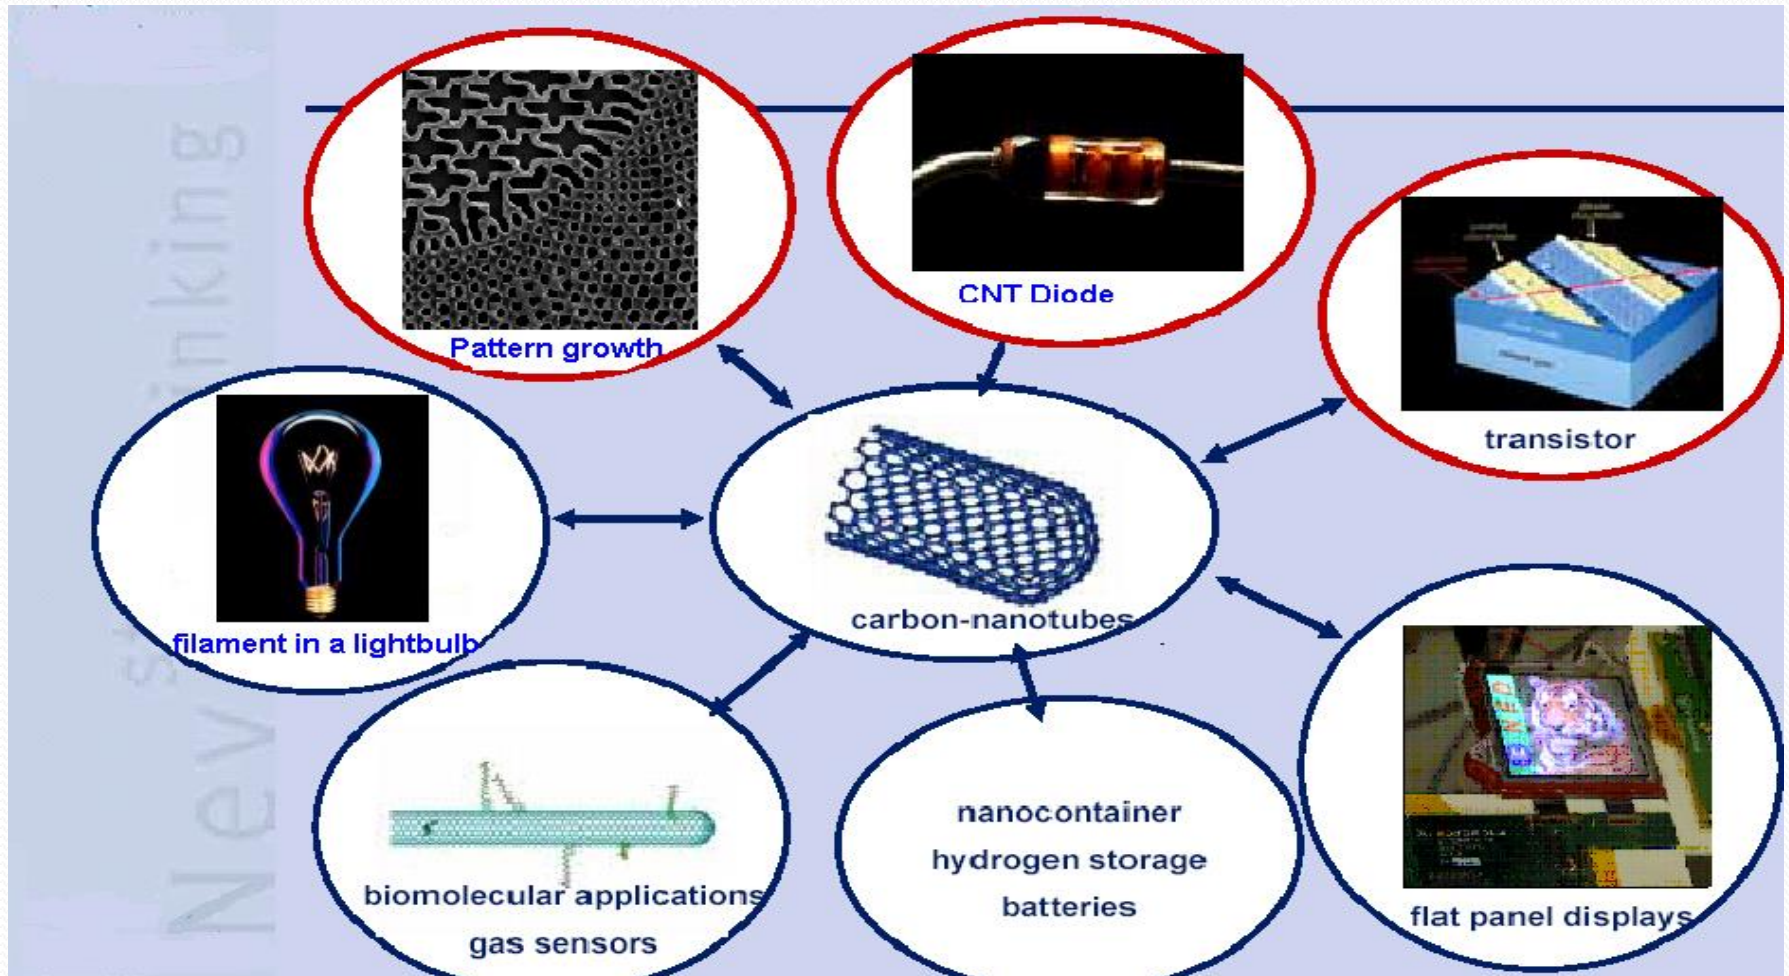 Pattern growth
CNT Diode
transistor
filament in a lightbulb
carbon-nanotubes
biomolecular applications
gas sensors
nanocontainer
hydrogen storage
batteries
flat panel displays